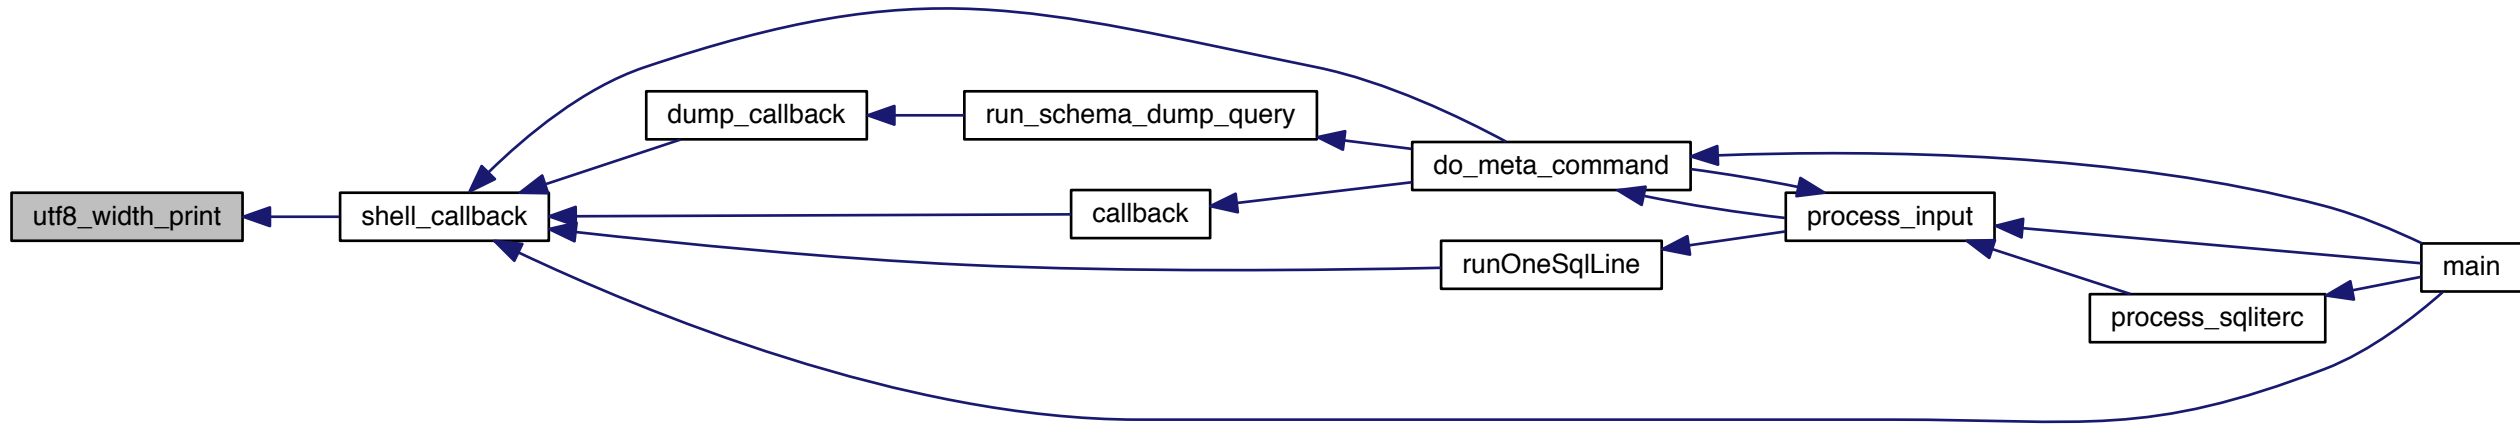 utf8_width_print
shell_callback
dump_callback
run_schema_dump_query
callback
do_meta_command
runOneSqlLine
process_input
process_sqliterc
main